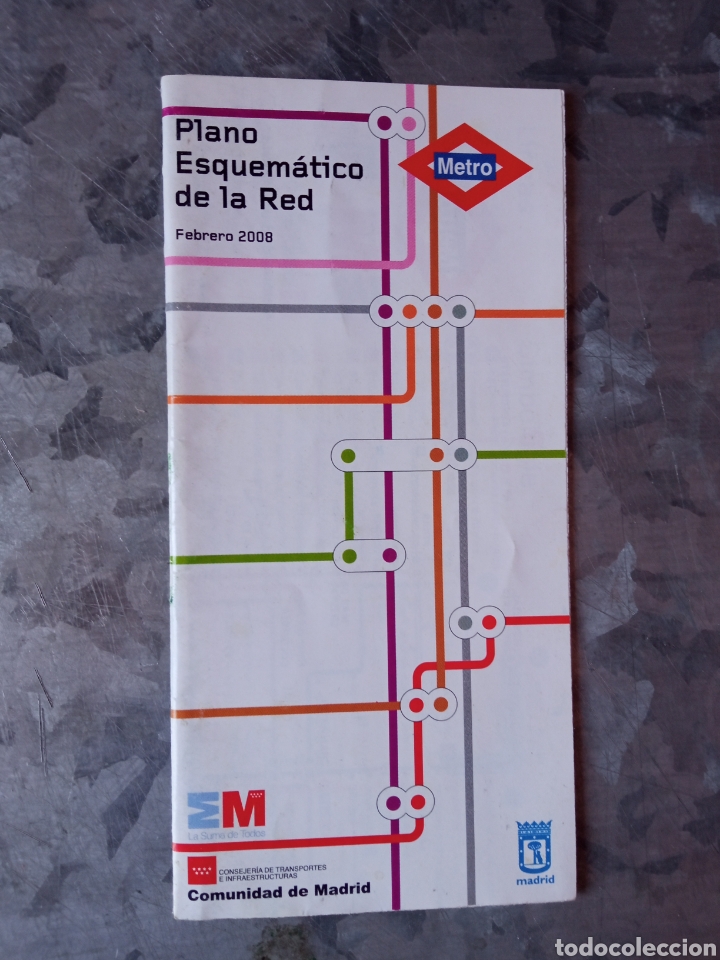 Plano
Esquemático
de la Red
Febrero 2008
Metro
La Suma de Todos
CONSEJERÍA DE TRANSPORTES
E INFRAESTRUCTURAS
Comunidad de Madrid
madrid
todocoleccion